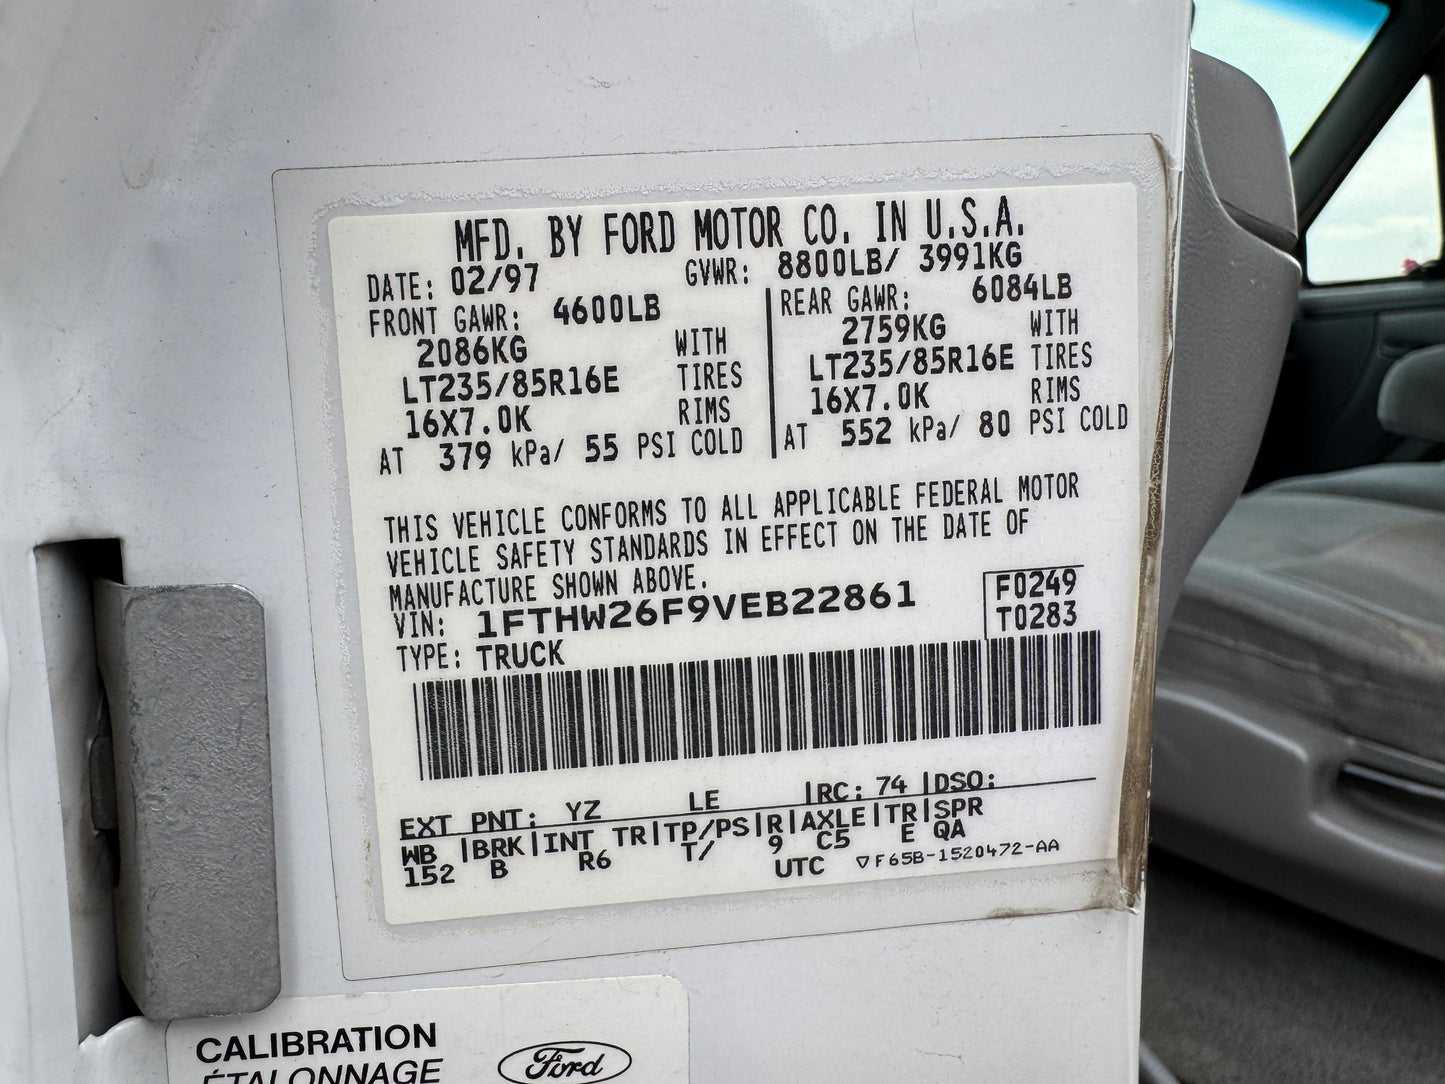 MFD. BY FORD MOTOR CO. IN U.S.A.
DATE: 02/97 GVWR: 8800LB/ 3991KG
FRONT GAWR: 4600LB
2086KG WITH
LT235/85R16E TIRES
16X7.0K RIMS
AT 379 kPa/ 55 PSI COLD
REAR GAWR: 6084LB
2759KG WITH
LT235/85R16E TIRES
16X7.0K RIMS
AT 552 kPa/ 80 PSI COLD
THIS VEHICLE CONFORMS TO ALL APPLICABLE FEDERAL MOTOR
VEHICLE SAFETY STANDARDS IN EFFECT ON THE DATE OF
MANUFACTURE SHOWN ABOVE.
VIN: 1FTHW26F9VEB22861
F0249
T0283
TYPE: TRUCK
EXT PNT: YZ LE |RC: 74 |DSO:
WB |BRK|INT TR|TP/PS|R|AXLE|TR|SPR
152 B R6 T/ 9 C5 E QA
UTC ▽F65B-1520472-AA
CALIBRATION
ÉTALONNAGE
Ford